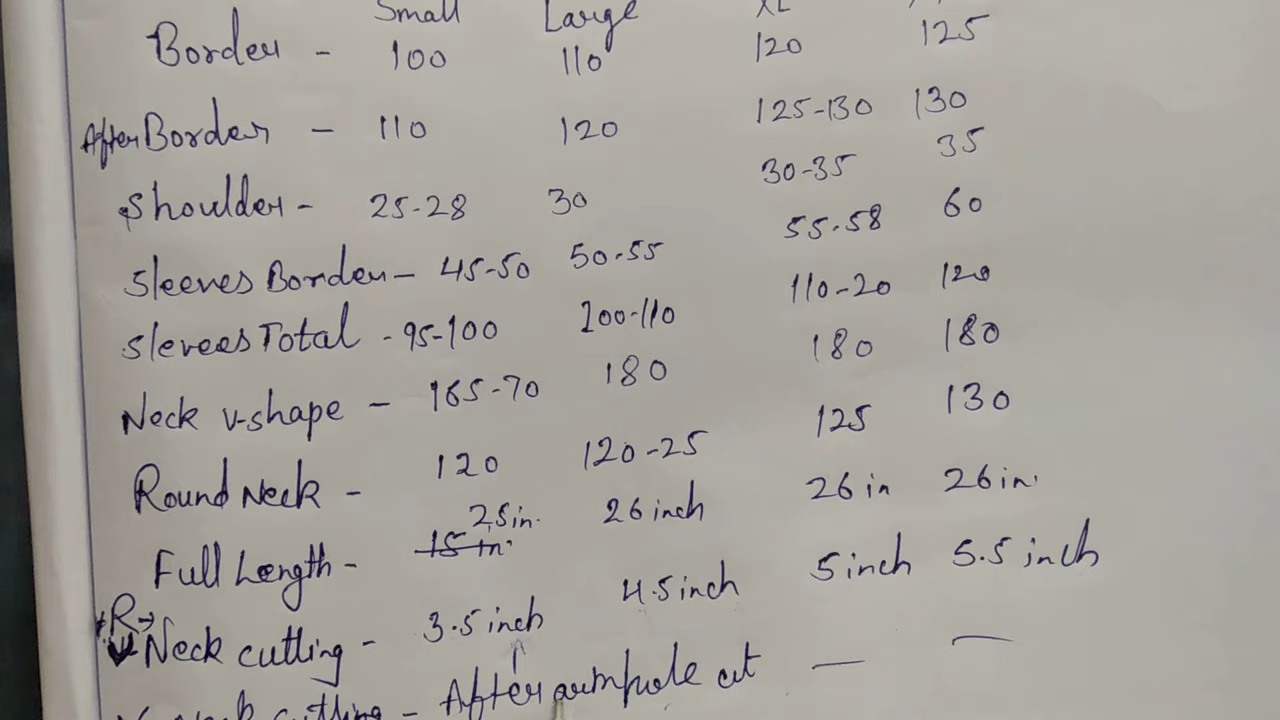 Small Large XL
Border - 100 110 120 125
After Border - 110 120 125-130 130
Shoulder - 25-28 30 30-35 35
Sleeves Border - 45-50 50-55 55-58 60
Slevees Total - 95-100 100-110 110-20 120
Neck V-shape - 165-70 180 180 180
Round Neck - 120 120-25 125 130
Full Length - 15 in. 25in. 26 inch 26 in 26 in.
R→
Neck cutting - 3.5 inch 4.5 inch 5 inch 5.5 inch
Neck cutting - After armhole cut — —